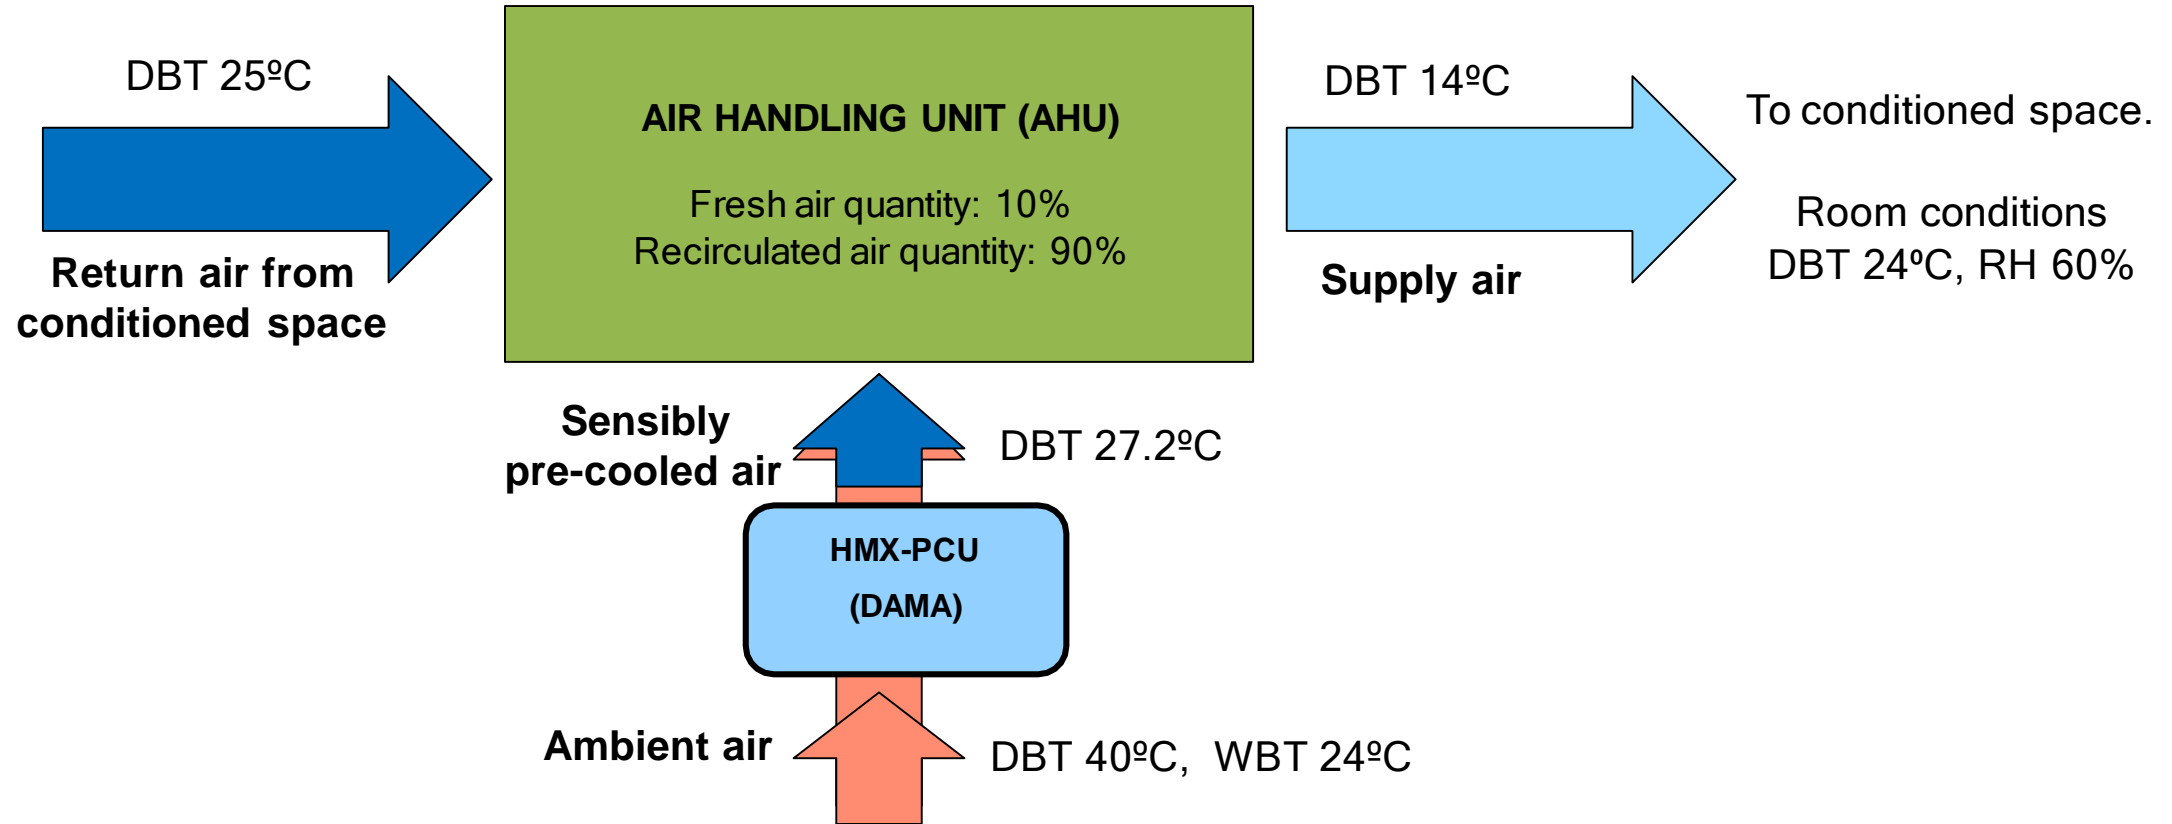 DBT 25ºC
Return air from
conditioned space
AIR HANDLING UNIT (AHU)
Fresh air quantity: 10%
Recirculated air quantity: 90%
DBT 14ºC
Supply air
To conditioned space.
Room conditions
DBT 24ºC, RH 60%
Sensibly
pre-cooled air
DBT 27.2ºC
HMX-PCU
(DAMA)
Ambient air
DBT 40ºC, WBT 24ºC